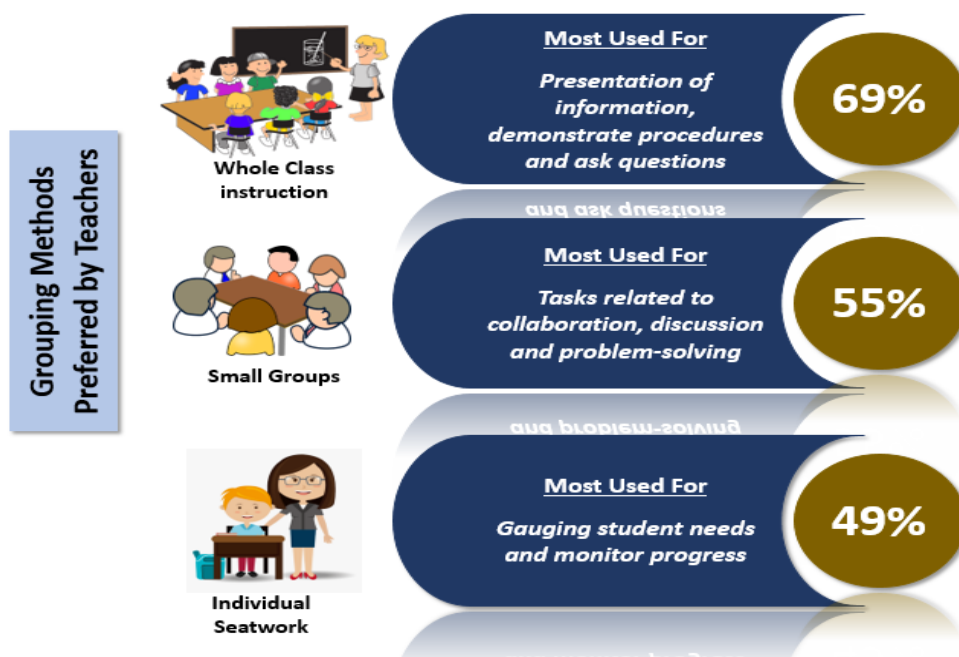 Grouping Methods
Preferred by Teachers
Whole Class
instruction
Most Used For
Presentation of
information,
demonstrate procedures
and ask questions
69%
Small Groups
Most Used For
Tasks related to
collaboration, discussion
and problem-solving
55%
Individual
Seatwork
Most Used For
Gauging student needs
and monitor progress
49%